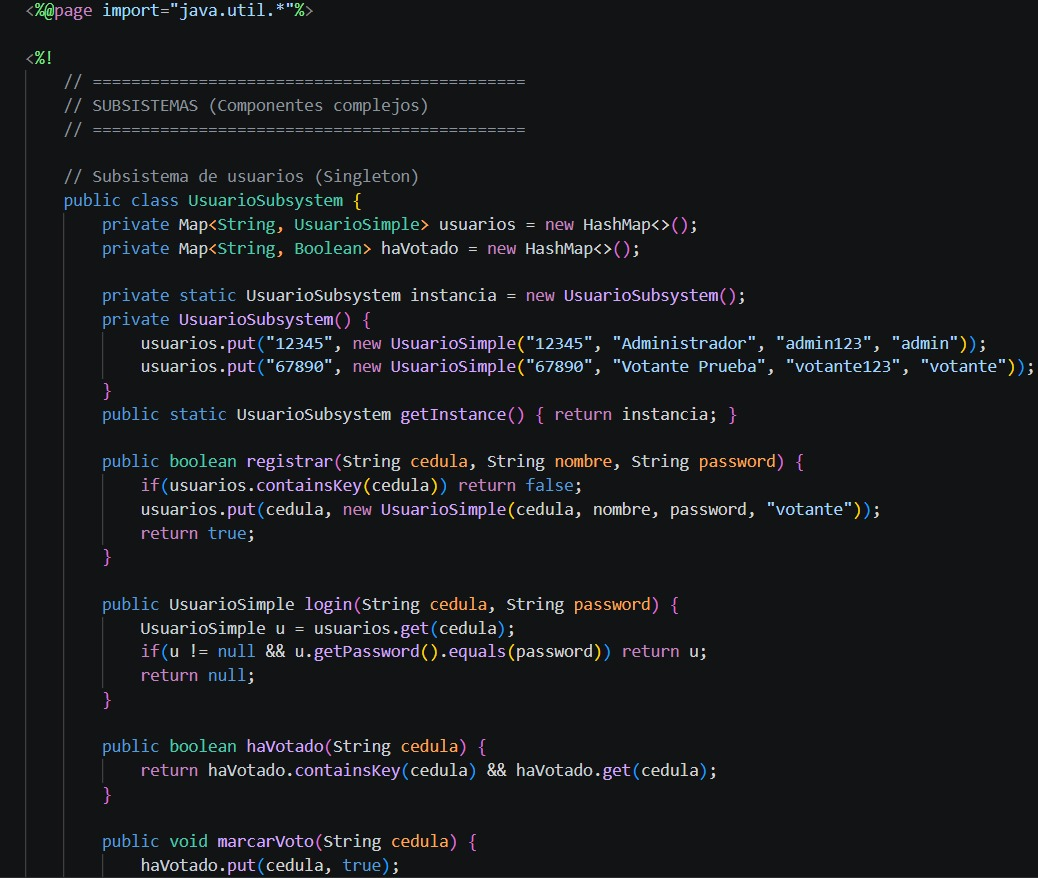 <%@page import="java.util.*"%>
<%!
// =============================================
// SUBSISTEMAS (Componentes complejos)
// =============================================
// Subsistema de usuarios (Singleton)
public class UsuarioSubsystem {
private Map<String, UsuarioSimple> usuarios = new HashMap<>();
private Map<String, Boolean> haVotado = new HashMap<>();
private static UsuarioSubsystem instancia = new UsuarioSubsystem();
private UsuarioSubsystem() {
usuarios.put("12345", new UsuarioSimple("12345", "Administrador", "admin123", "admin"));
usuarios.put("67890", new UsuarioSimple("67890", "Votante Prueba", "votante123", "votante"));
}
public static UsuarioSubsystem getInstance() { return instancia; }
public boolean registrar(String cedula, String nombre, String password) {
if(usuarios.containsKey(cedula)) return false;
usuarios.put(cedula, new UsuarioSimple(cedula, nombre, password, "votante"));
return true;
}
public UsuarioSimple login(String cedula, String password) {
UsuarioSimple u = usuarios.get(cedula);
if(u != null && u.getPassword().equals(password)) return u;
return null;
}
public boolean haVotado(String cedula) {
return haVotado.containsKey(cedula) && haVotado.get(cedula);
}
public void marcarVoto(String cedula) {
haVotado.put(cedula, true);